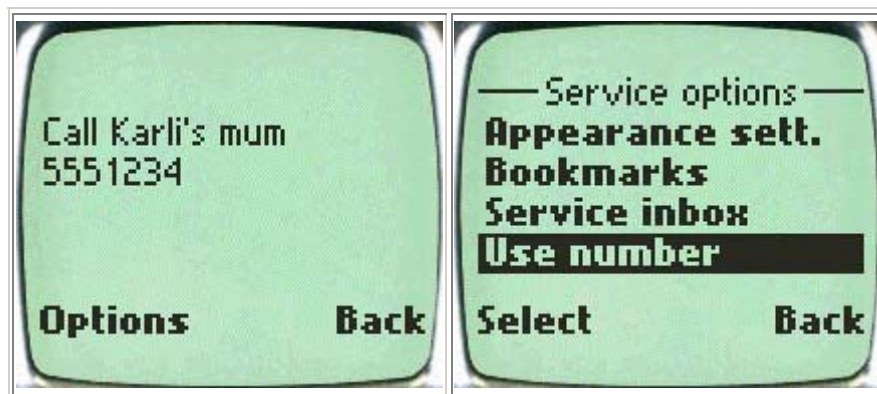 Call Karli's mum
5551234
Options Back
Service options
Appearance sett.
Bookmarks
Service inbox
Use number
Select Back